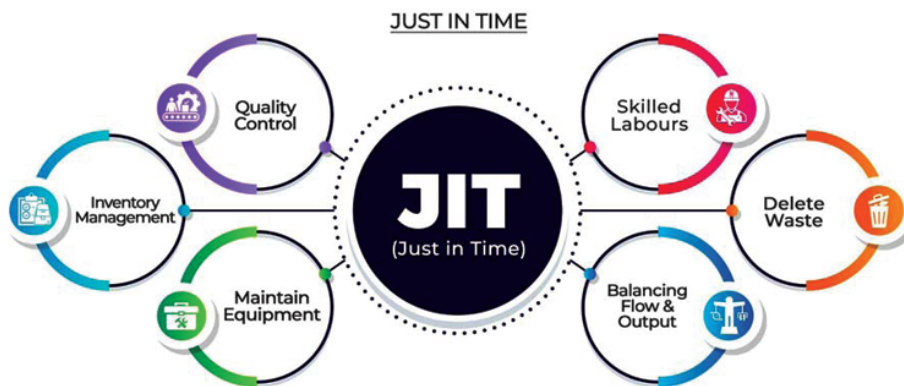 JUST IN TIME
Quality
Control
Skilled
Labours
Inventory
Management
JIT
(Just in Time)
Delete
Waste
Maintain
Equipment
Balancing
Flow &
Output